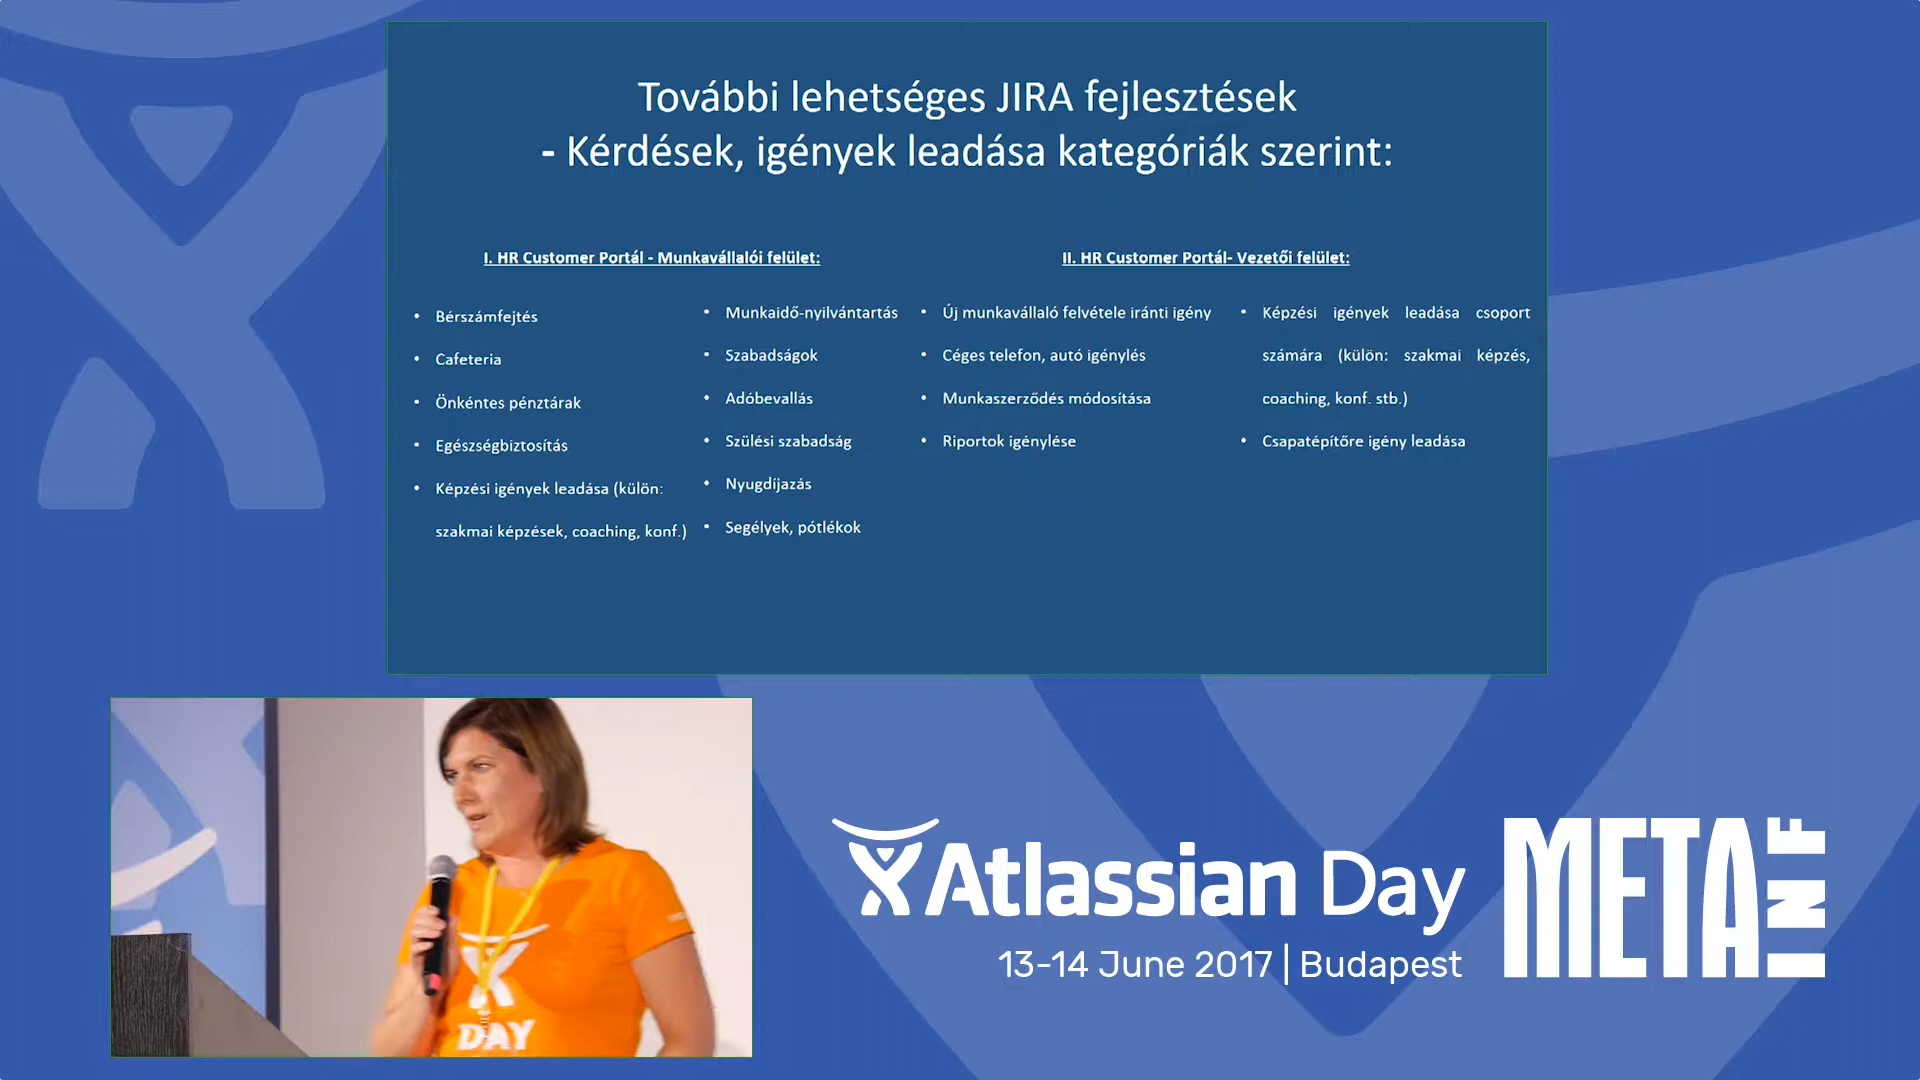 További lehetséges JIRA fejlesztések
- Kérdések, igények leadása kategóriák szerint:
I. HR Customer Portál - Munkavállalói felület:
• Bérszámfejtés
• Cafeteria
• Önkéntes pénztárak
• Egészségbiztosítás
• Képzési igények leadása (külön:
szakmai képzések, coaching, konf.)
• Munkaidő-nyilvántartás
• Szabadságok
• Adóbevallás
• Szülési szabadság
• Nyugdíjazás
• Segélyek, pótlékok
II. HR Customer Portál- Vezetői felület:
• Új munkavállaló felvétele iránti igény
• Céges telefon, autó igénylés
• Munkaszerződés módosítása
• Riportok igénylése
• Képzési igények leadása csoport
számára (külön: szakmai képzés,
coaching, konf. stb.)
• Csapatépítőre igény leadása
DAY
Atlassian Day
13-14 June 2017 | Budapest
META
INF